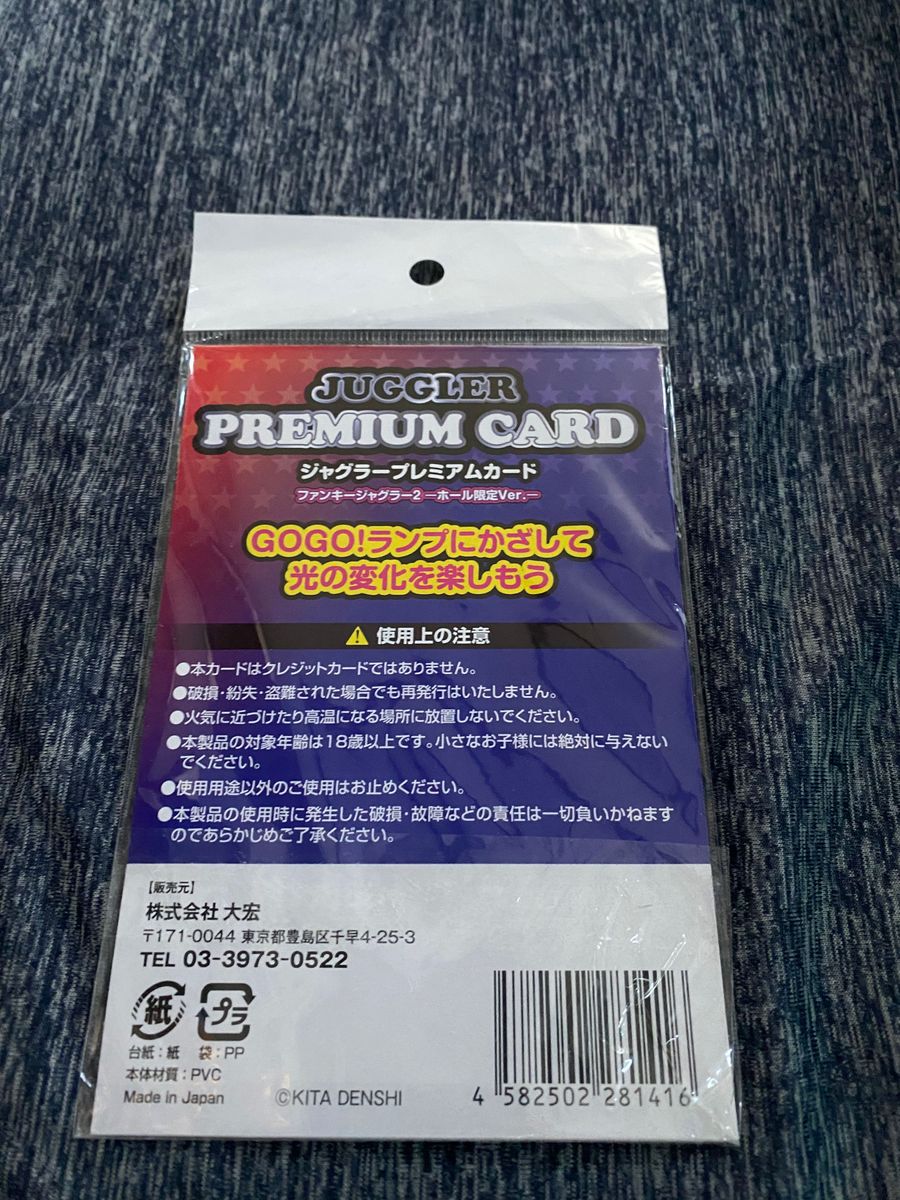 JUGGLER
PREMIUM CARD
ジャグラープレミアムカード
ファンキージャグラー2 ーホール限定Ver.ー
GOGO!ランプにかざして
光の変化を楽しもう
使用上の注意
●本カードはクレジットカードではありません。
●破損・紛失・盗難された場合でも再発行はいたしません。
●火気に近づけたり高温になる場所に放置しないでください。
●本製品の対象年齢は18歳以上です。小さなお子様には絶対に与えない
でください。
●使用用途以外のご使用はお止めください。
●本製品の使用時に発生した破損・故障などの責任は一切負いかねます
のであらかじめご了承ください。
【販売元】
株式会社 大宏
〒171-0044 東京都豊島区千早4-25-3
TEL 03-3973-0522
紙 プラ
台紙：紙 袋：PP
本体材質：PVC
Made in Japan ©KITA DENSHI
4 582502 281416